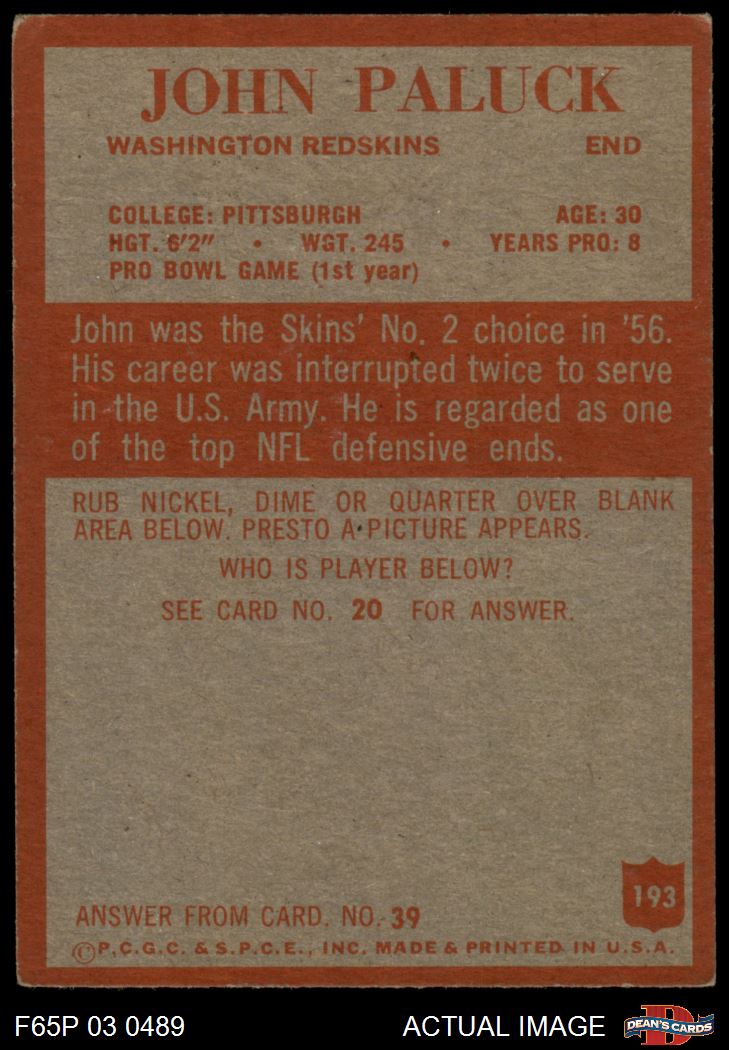 JOHN PALUCK
WASHINGTON REDSKINS END
COLLEGE: PITTSBURGH AGE: 30
HGT. 6'2" • WGT. 245 • YEARS PRO: 8
PRO BOWL GAME (1st year)
John was the Skins' No. 2 choice in '56.
His career was interrupted twice to serve
in the U.S. Army. He is regarded as one
of the top NFL defensive ends.
RUB NICKEL, DIME OR QUARTER OVER BLANK
AREA BELOW. PRESTO A PICTURE APPEARS.
WHO IS PLAYER BELOW?
SEE CARD NO. 20 FOR ANSWER.
193
ANSWER FROM CARD. NO. 39
©P.C.G.C. & S.P.C.E., INC. MADE & PRINTED IN U.S.A.
F65P 03 0489 ACTUAL IMAGE DEAN'S CARDS